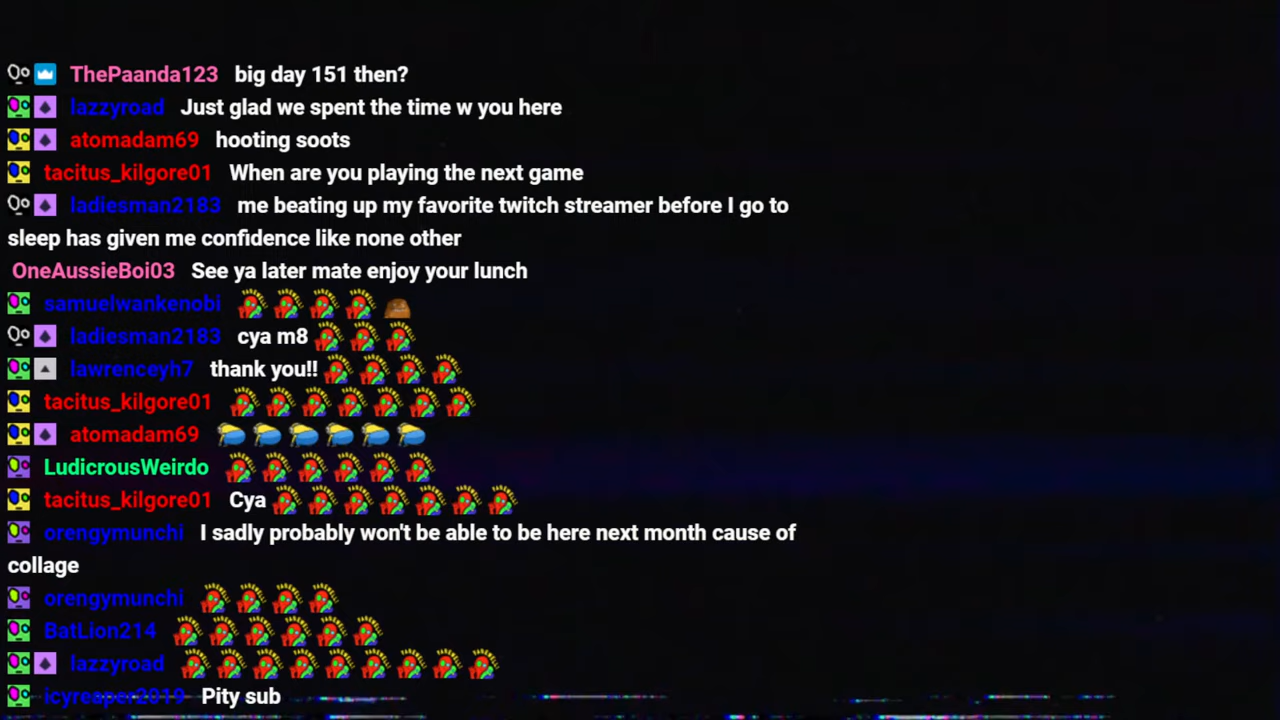 ThePaanda123 big day 151 then?
lazzyroad Just glad we spent the time w you here
atomadam69 hooting soots
tacitus_kilgore01 When are you playing the next game
ladiesman2183 me beating up my favorite twitch streamer before I go to
sleep has given me confidence like none other
OneAussieBoi03 See ya later mate enjoy your lunch
samuelwankenobi
ladiesman2183 cya m8
lawrenceyh7 thank you!!
tacitus_kilgore01
atomadam69
LudicrousWeirdo
tacitus_kilgore01 Cya
orengymunchi I sadly probably won't be able to be here next month cause of
collage
orengymunchi
BatLion214
lazzyroad
icyreaper2019 Pity sub